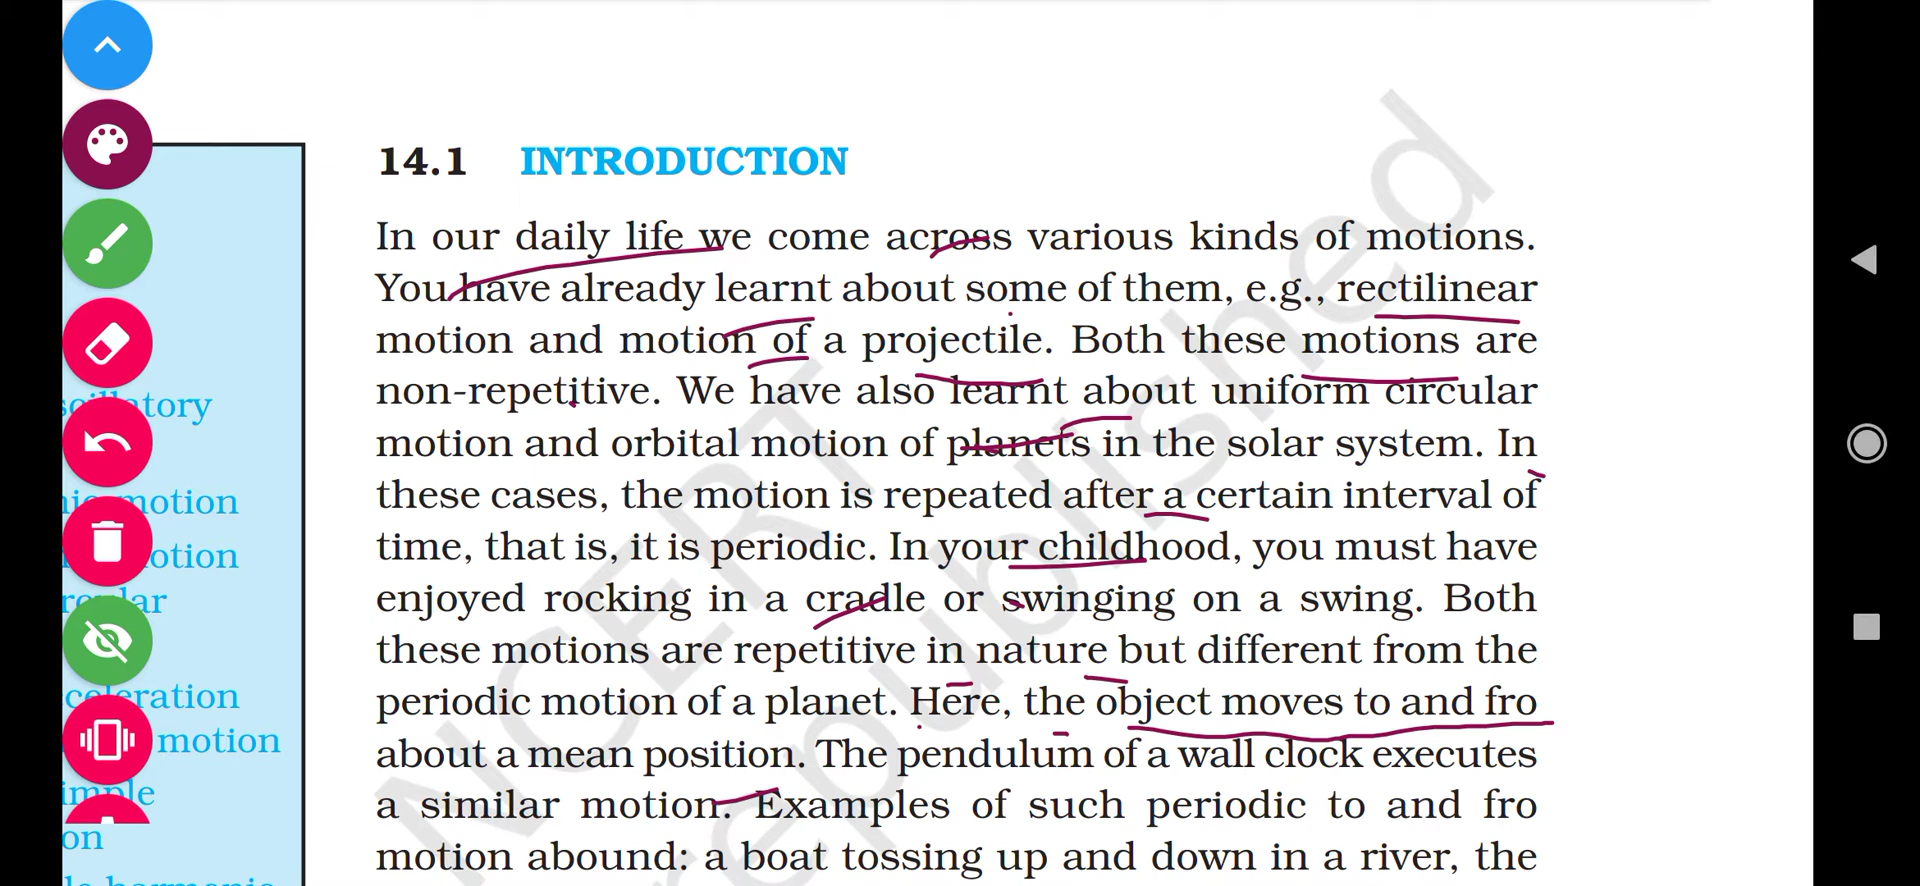 14.1 INTRODUCTION
In our daily life we come across various kinds of motions.
You have already learnt about some of them, e.g., rectilinear
motion and motion of a projectile. Both these motions are
non-repetitive. We have also learnt about uniform circular
motion and orbital motion of planets in the solar system. In
these cases, the motion is repeated after a certain interval of
time, that is, it is periodic. In your childhood, you must have
enjoyed rocking in a cradle or swinging on a swing. Both
these motions are repetitive in nature but different from the
periodic motion of a planet. Here, the object moves to and fro
about a mean position. The pendulum of a wall clock executes
a similar motion. Examples of such periodic to and fro
motion abound: a boat tossing up and down in a river, the
motion
motion
on
NCERT
republished